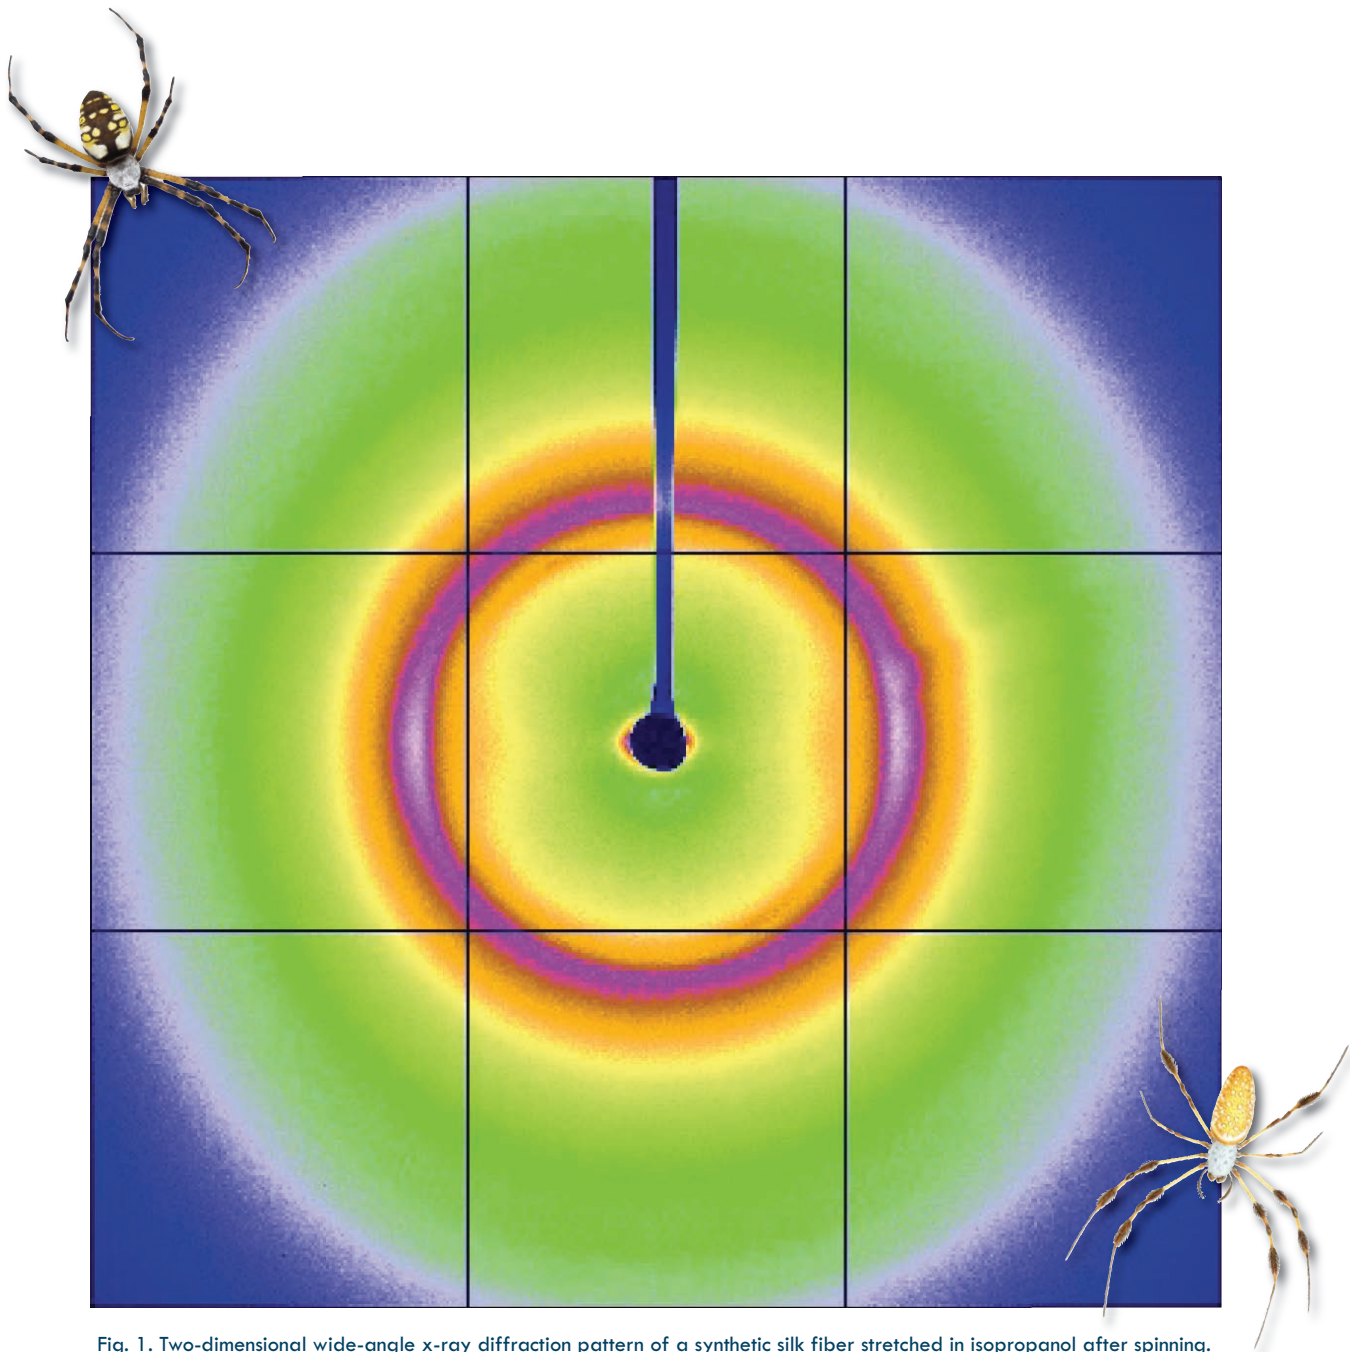 Fig. 1. Two-dimensional wide-angle x-ray diffraction pattern of a synthetic silk fiber stretched in isopropanol after spinning.